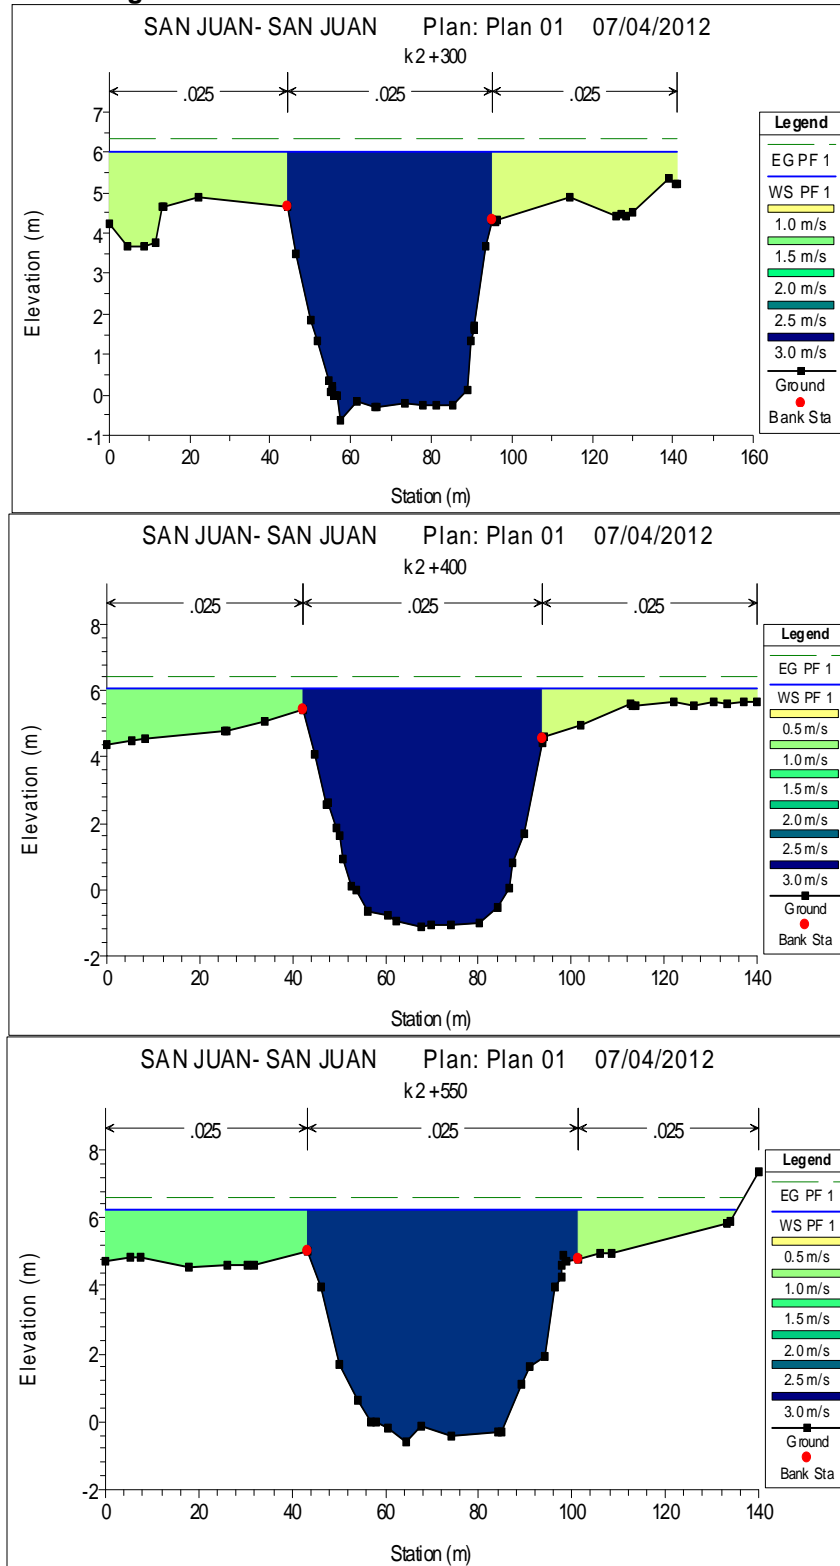 SAN JUAN- SAN JUAN Plan: Plan 01 07/04/2012
k2+300
.025 .025 .025
7
6
5
4
3
2
1
0
-1
Elevation (m)
0 20 40 60 80 100 120 140 160
Station (m)
Legend
EG PF 1
WS PF 1
1.0 m/s
1.5 m/s
2.0 m/s
2.5 m/s
3.0 m/s
Ground
Bank Sta
SAN JUAN- SAN JUAN Plan: Plan 01 07/04/2012
k2+400
.025 .025 .025
8
6
4
2
0
-2
Elevation (m)
0 20 40 60 80 100 120 140
Station (m)
Legend
EG PF 1
WS PF 1
0.5 m/s
1.0 m/s
1.5 m/s
2.0 m/s
2.5 m/s
3.0 m/s
Ground
Bank Sta
SAN JUAN- SAN JUAN Plan: Plan 01 07/04/2012
k2+550
.025 .025 .025
8
6
4
2
0
-2
Elevation (m)
0 20 40 60 80 100 120 140
Station (m)
Legend
EG PF 1
WS PF 1
0.5 m/s
1.0 m/s
1.5 m/s
2.0 m/s
2.5 m/s
3.0 m/s
Ground
Bank Sta